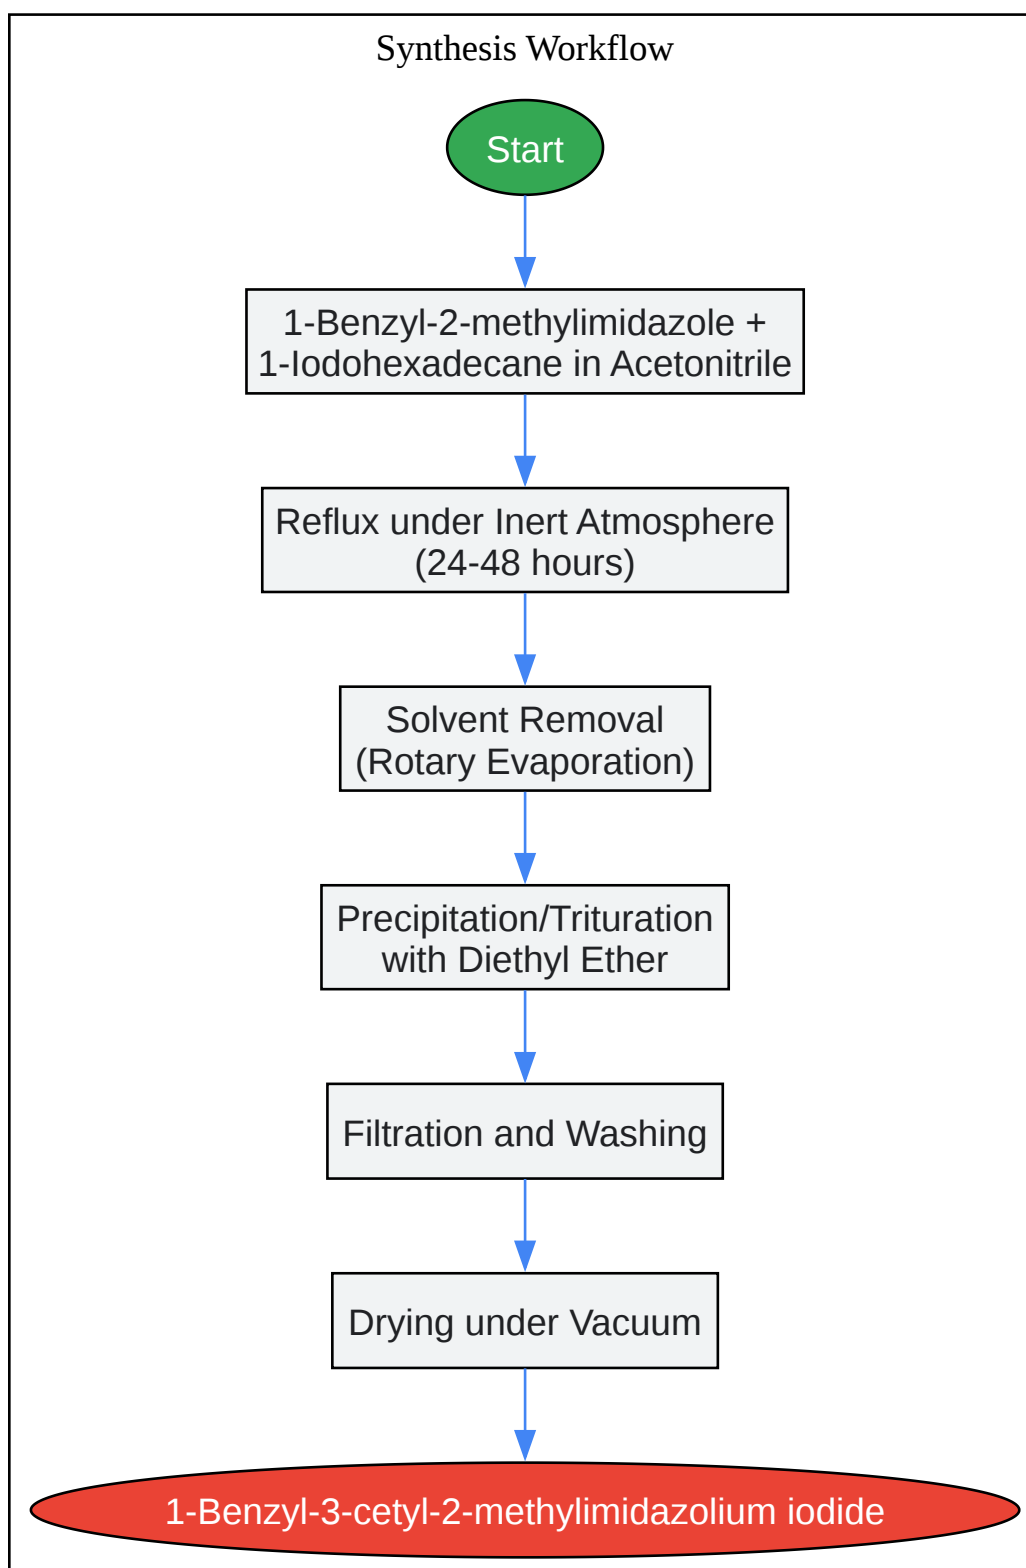 Synthesis Workflow
Start
1-Benzyl-2-methylimidazole +
1-Iodohexadecane in Acetonitrile
Reflux under Inert Atmosphere
(24-48 hours)
Solvent Removal
(Rotary Evaporation)
Precipitation/Trituration
with Diethyl Ether
Filtration and Washing
Drying under Vacuum
1-Benzyl-3-cetyl-2-methylimidazolium iodide